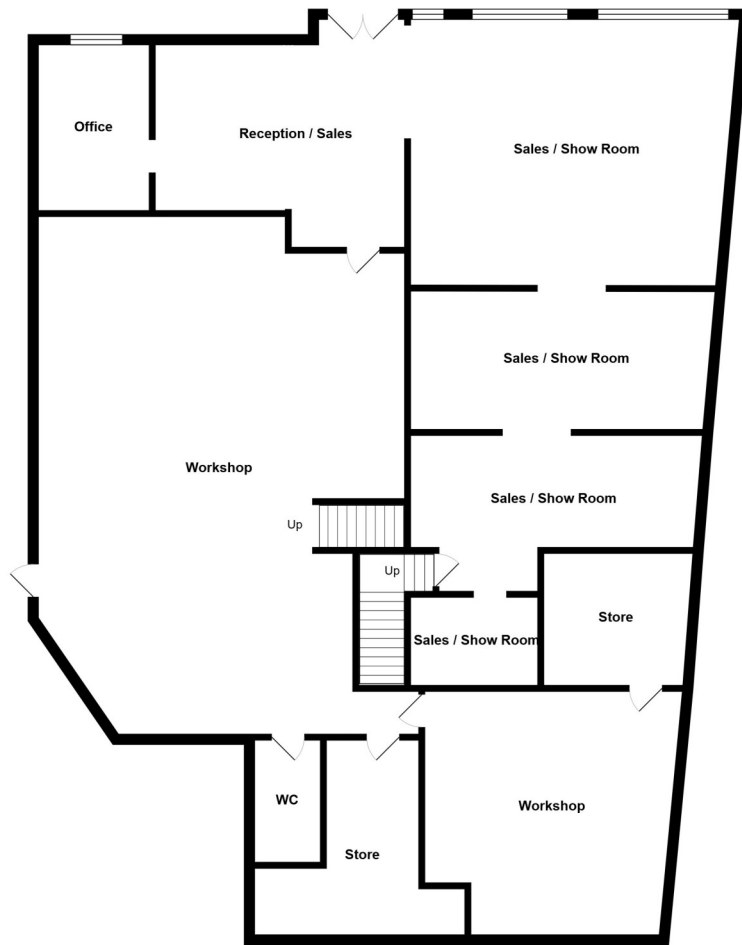 Office
Reception / Sales
Sales / Show Room
Sales / Show Room
Workshop
Sales / Show Room
Up
Up
Store
Sales / Show Room
WC
Workshop
Store